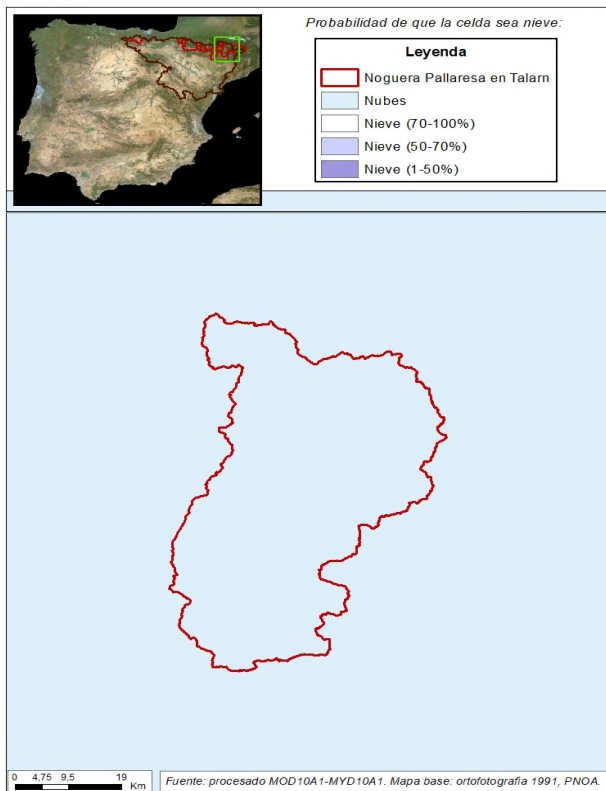 Probabilidad de que la celda sea nieve:
Leyenda
Noguera Pallaresa en Talarn
Nubes
Nieve (70-100%)
Nieve (50-70%)
Nieve (1-50%)
0 4,75 9,5 19
Km
Fuente: procesado MOD10A1-MYD10A1. Mapa base: ortofotografia 1991, PNOA.